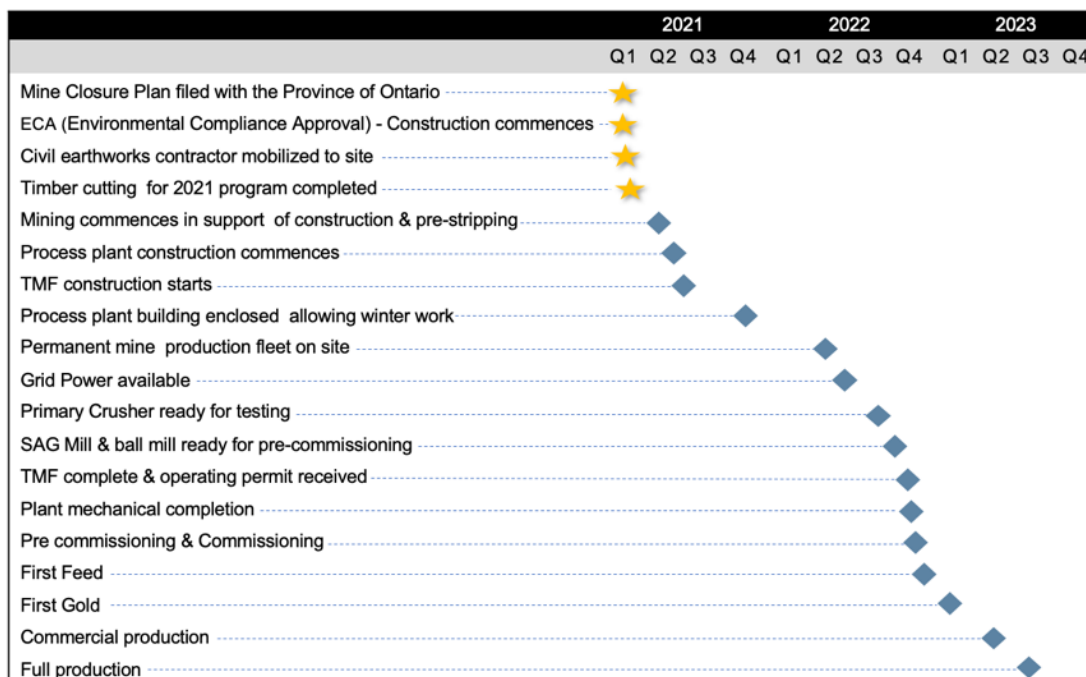 2021 2022 2023
Q1 Q2 Q3 Q4 Q1 Q2 Q3 Q4 Q1 Q2 Q3 Q4
Mine Closure Plan filed with the Province of Ontario
ECA (Environmental Compliance Approval) - Construction commences
Civil earthworks contractor mobilized to site
Timber cutting for 2021 program completed
Mining commences in support of construction & pre-stripping
Process plant construction commences
TMF construction starts
Process plant building enclosed allowing winter work
Permanent mine production fleet on site
Grid Power available
Primary Crusher ready for testing
SAG Mill & ball mill ready for pre-commissioning
TMF complete & operating permit received
Plant mechanical completion
Pre commissioning & Commissioning
First Feed
First Gold
Commercial production
Full production